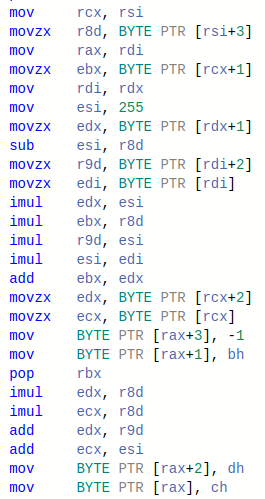 mov rcx, rsi
movzx r8d, BYTE PTR [rsi+3]
mov rax, rdi
movzx ebx, BYTE PTR [rcx+1]
mov rdi, rdx
mov esi, 255
movzx edx, BYTE PTR [rdx+1]
sub esi, r8d
movzx r9d, BYTE PTR [rdi+2]
movzx edi, BYTE PTR [rdi]
imul edx, esi
imul ebx, r8d
imul r9d, esi
imul esi, edi
add ebx, edx
movzx edx, BYTE PTR [rcx+2]
movzx ecx, BYTE PTR [rcx]
mov BYTE PTR [rax+3], -1
mov BYTE PTR [rax+1], bh
pop rbx
imul edx, r8d
imul ecx, r8d
add edx, r9d
add ecx, esi
mov BYTE PTR [rax+2], dh
mov BYTE PTR [rax], ch